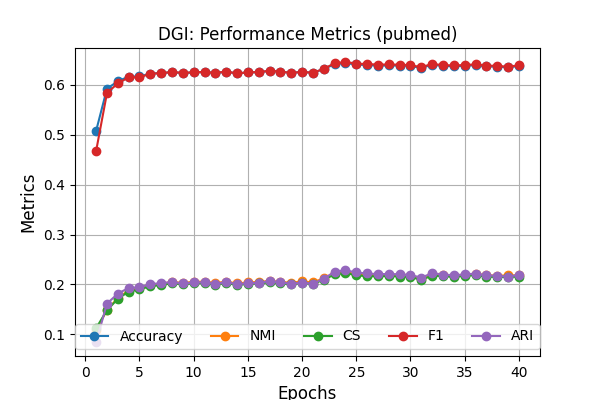 DGI: Performance Metrics (pubmed)
Metrics
0.6
0.5
0.4
0.3
0.2
0.1
Accuracy NMI CS F1 ARI
0 5 10 15 20 25 30 35 40
Epochs